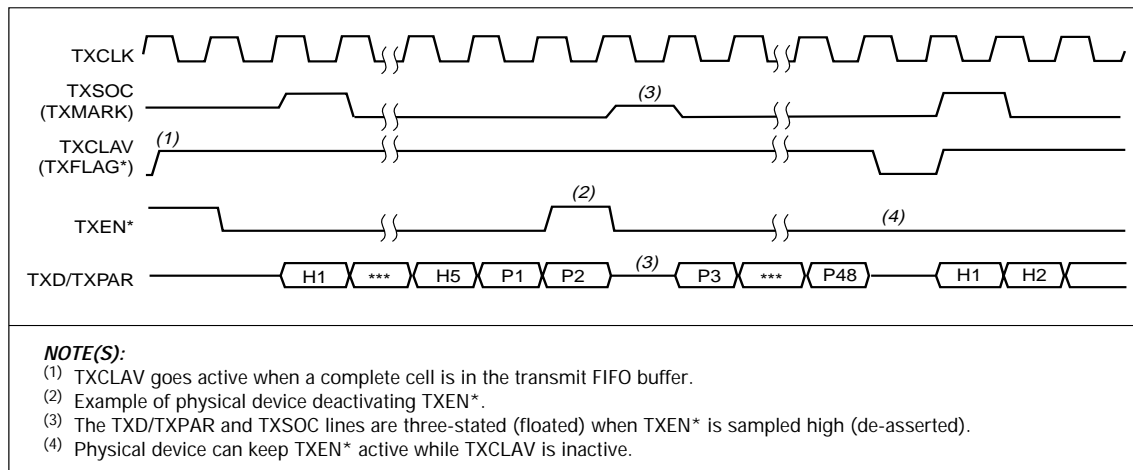 TXCLK
TXSOC
(TXMARK)
(3)
TXCLAV
(TXFLAG*)
(1)
TXEN*
(2)
(4)
TXD/TXPAR
H1 *** H5 P1 P2 (3) P3 *** P48 H1 H2
NOTE(S):
(1) TXCLAV goes active when a complete cell is in the transmit FIFO buffer.
(2) Example of physical device deactivating TXEN*.
(3) The TXD/TXPAR and TXSOC lines are three-stated (floated) when TXEN* is sampled high (de-asserted).
(4) Physical device can keep TXEN* active while TXCLAV is inactive.